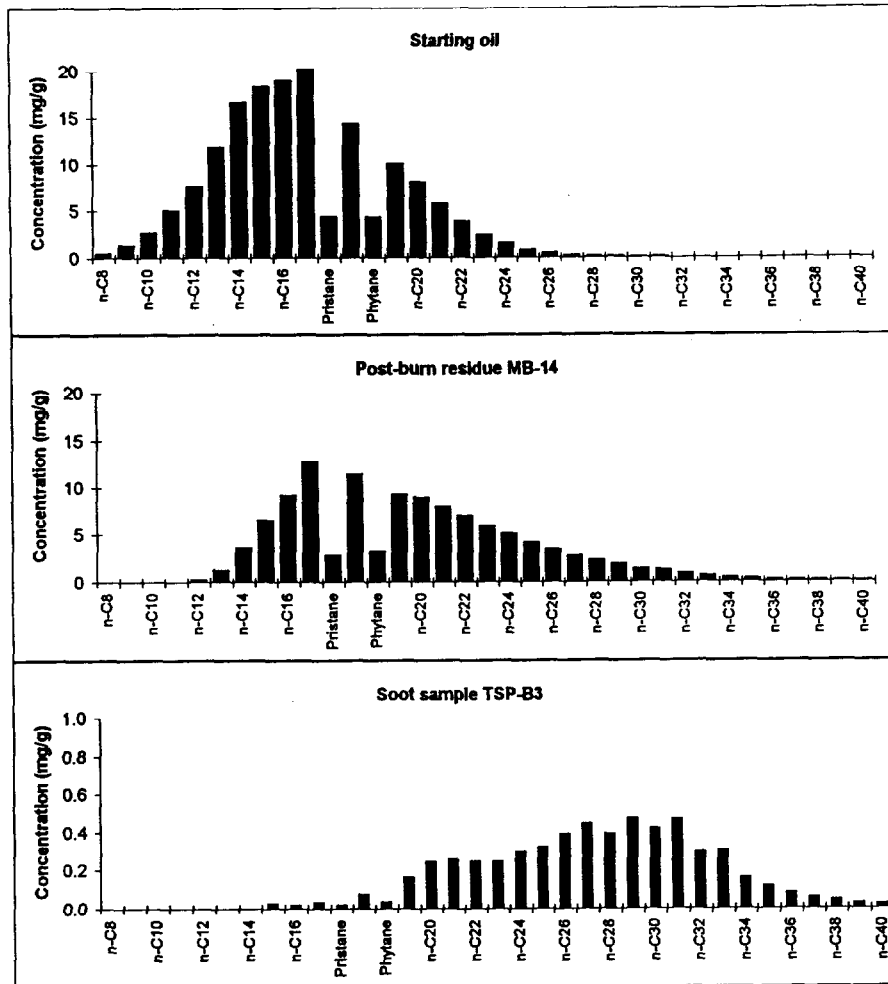 Starting oil
Concentration (mg/g)
20
15
10
5
0
n-C8
n-C10
n-C12
n-C14
n-C16
Pristane
Phytane
n-C20
n-C22
n-C24
n-C26
n-C28
n-C30
n-C32
n-C34
n-C36
n-C38
n-C40
Post-burn residue MB-14
Concentration (mg/g)
20
15
10
5
0
n-C8
n-C10
n-C12
n-C14
n-C16
Pristane
Phytane
n-C20
n-C22
n-C24
n-C26
n-C28
n-C30
n-C32
n-C34
n-C36
n-C38
n-C40
Soot sample TSP-B3
Concentration (mg/g)
1.0
0.8
0.6
0.4
0.2
0.0
n-C8
n-C10
n-C12
n-C14
n-C16
Pristane
Phytane
n-C20
n-C22
n-C24
n-C26
n-C28
n-C30
n-C32
n-C34
n-C36
n-C38
n-C40